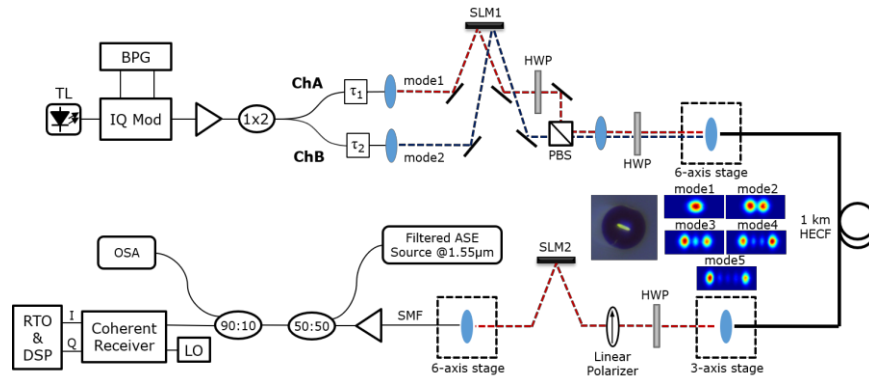 SLM1
BPG
HWP
TL
ChA
τ1
mode1
IQ Mod
1x2
ChB
τ2
mode2
PBS
HWP
6-axis stage
mode1
mode2
1 km
HECF
mode3
mode4
mode5
OSA
Filtered ASE
Source @1.55μm
SLM2
RTO
& 
DSP
I
Q
Coherent
Receiver
LO
90:10
50:50
SMF
6-axis stage
Linear
Polarizer
HWP
3-axis stage